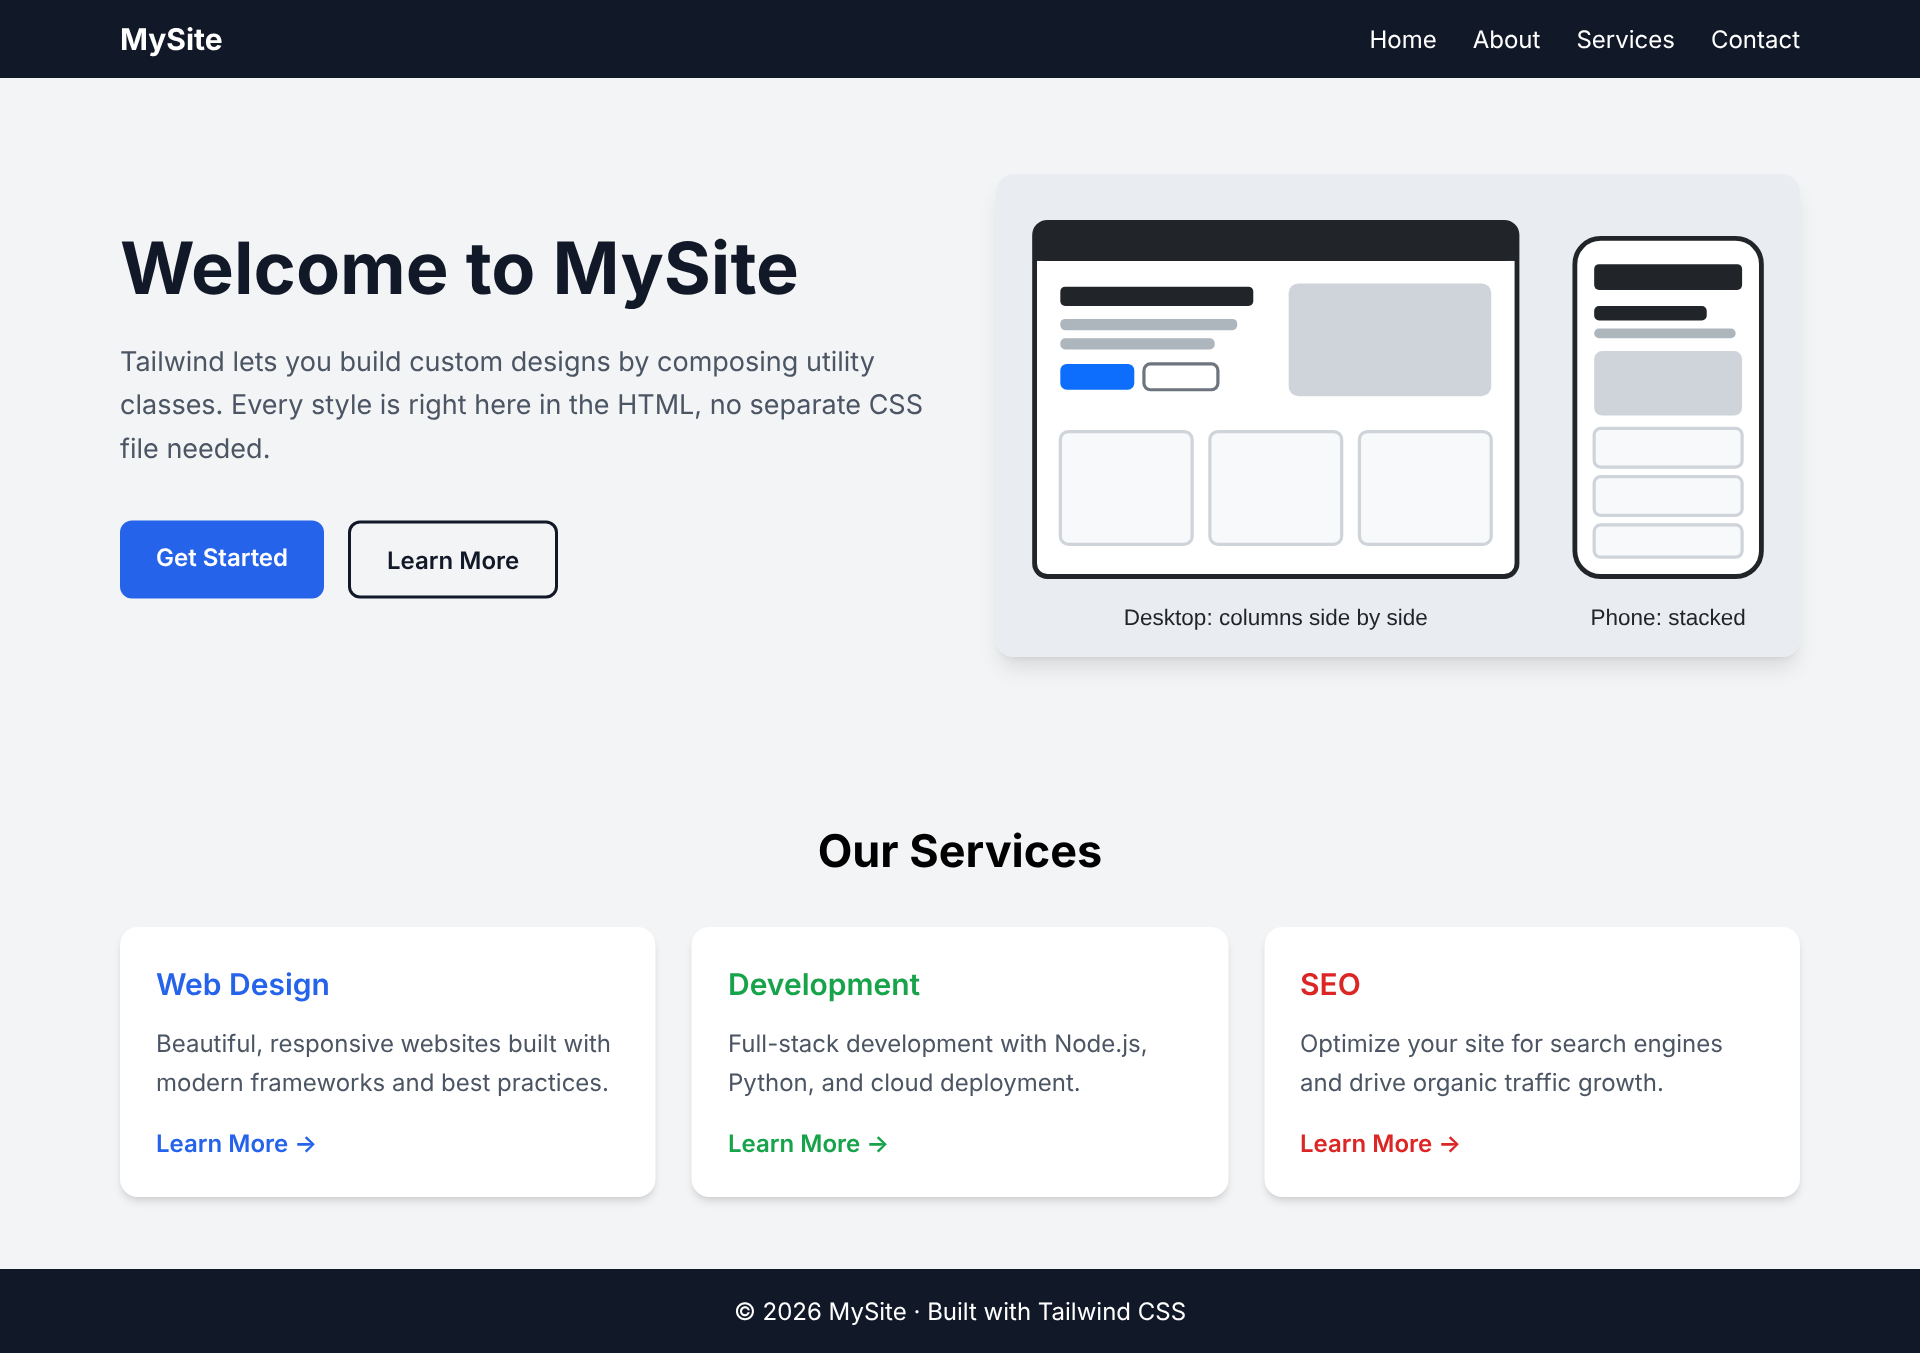 MySite
Home About Services Contact
Welcome to MySite
Tailwind lets you build custom designs by composing utility
classes. Every style is right here in the HTML, no separate CSS
file needed.
Get Started
Learn More
Desktop: columns side by side
Phone: stacked
Our Services
Web Design
Beautiful, responsive websites built with
modern frameworks and best practices.
Learn More →
Development
Full-stack development with Node.js,
Python, and cloud deployment.
Learn More →
SEO
Optimize your site for search engines
and drive organic traffic growth.
Learn More →
© 2026 MySite · Built with Tailwind CSS